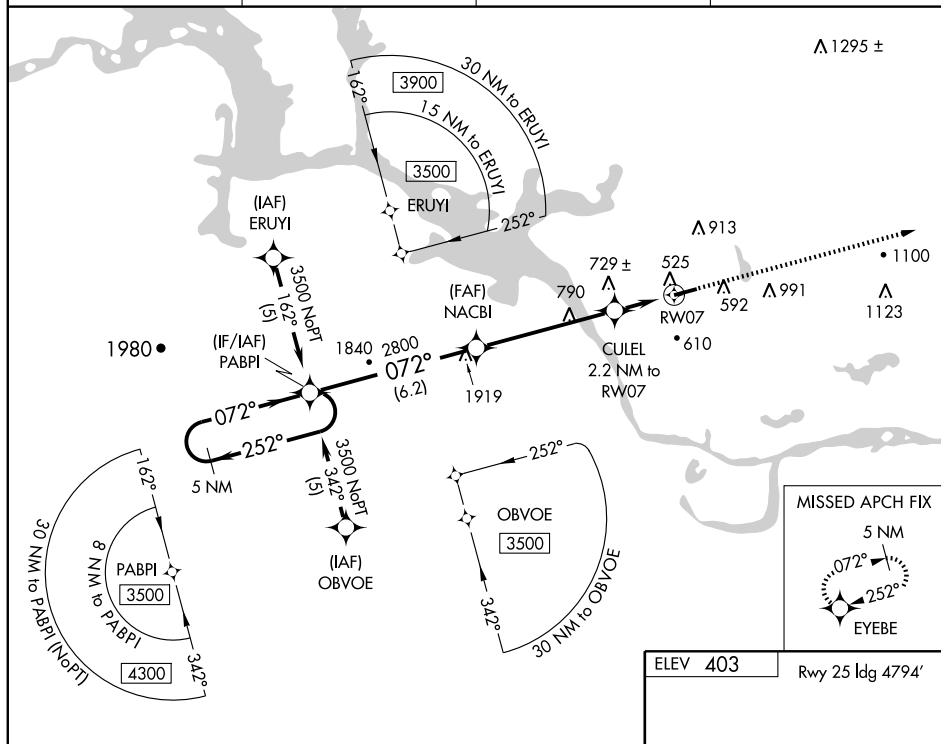 1295 ±
30 NM to ERUYI
3900
162°
15 NM to ERUYI
3500
ERUYI
252°
(IAF)
ERUYI
3500 NoPT
162°
(5)
913
1100
729 ±
525
790
(FAF)
NACBI
592
991
1123
RW07
610
CULEL
2.2 NM to
RW07
1980
(IF/IAF)
PABPI
1840
2800
072°
(6.2)
1919
072°
252°
5 NM
3500 NoPT
342°
(5)
(IAF)
OBVOE
252°
OBVOE
3500
342°
30 NM to OBVOE
162°
PABPI
3500
8 NM to PABPI
30 NM to PABPI (NoPT)
4300
342°
MISSED APCH FIX
5 NM
072°
252°
EYEBE
ELEV 403
Rwy 25 ldg 4794'